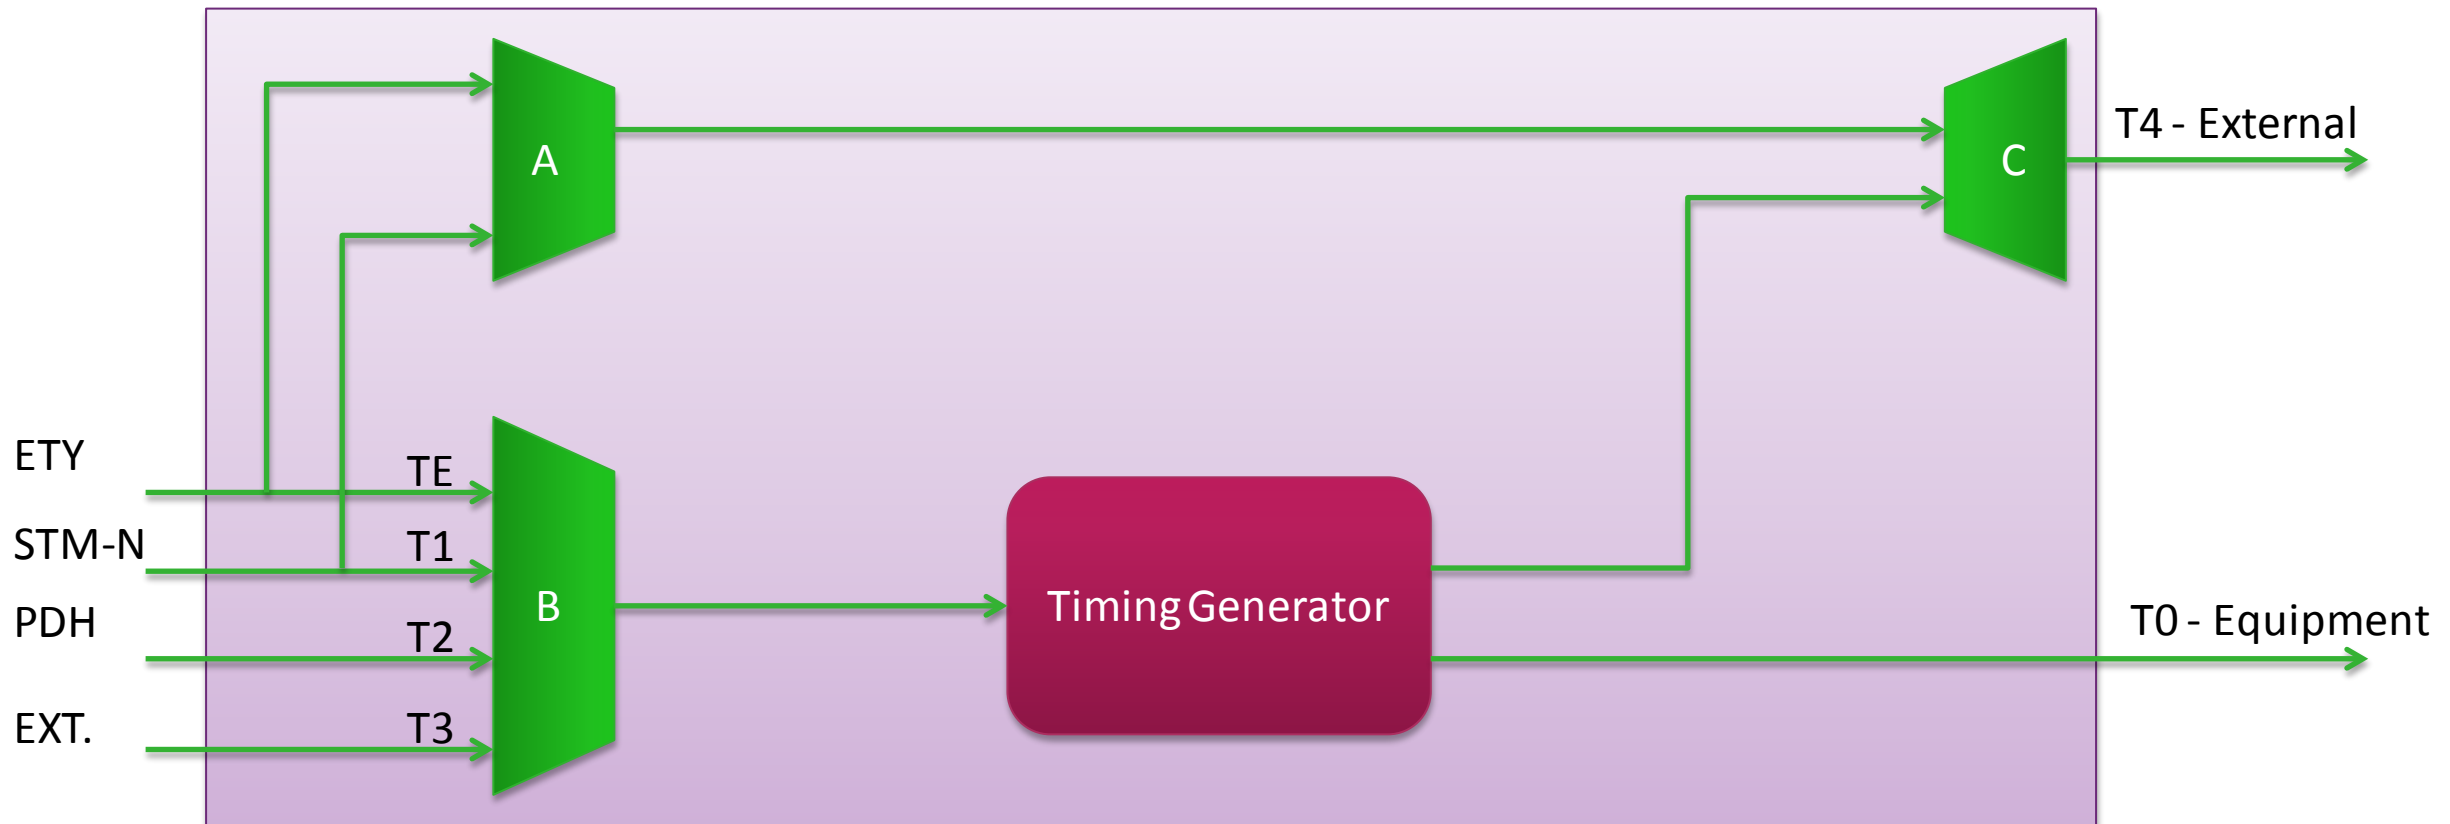 A
C
T4 - External
ETY
TE
STM-N
T1
B
Timing Generator
PDH
T2
T0 - Equipment
EXT.
T3